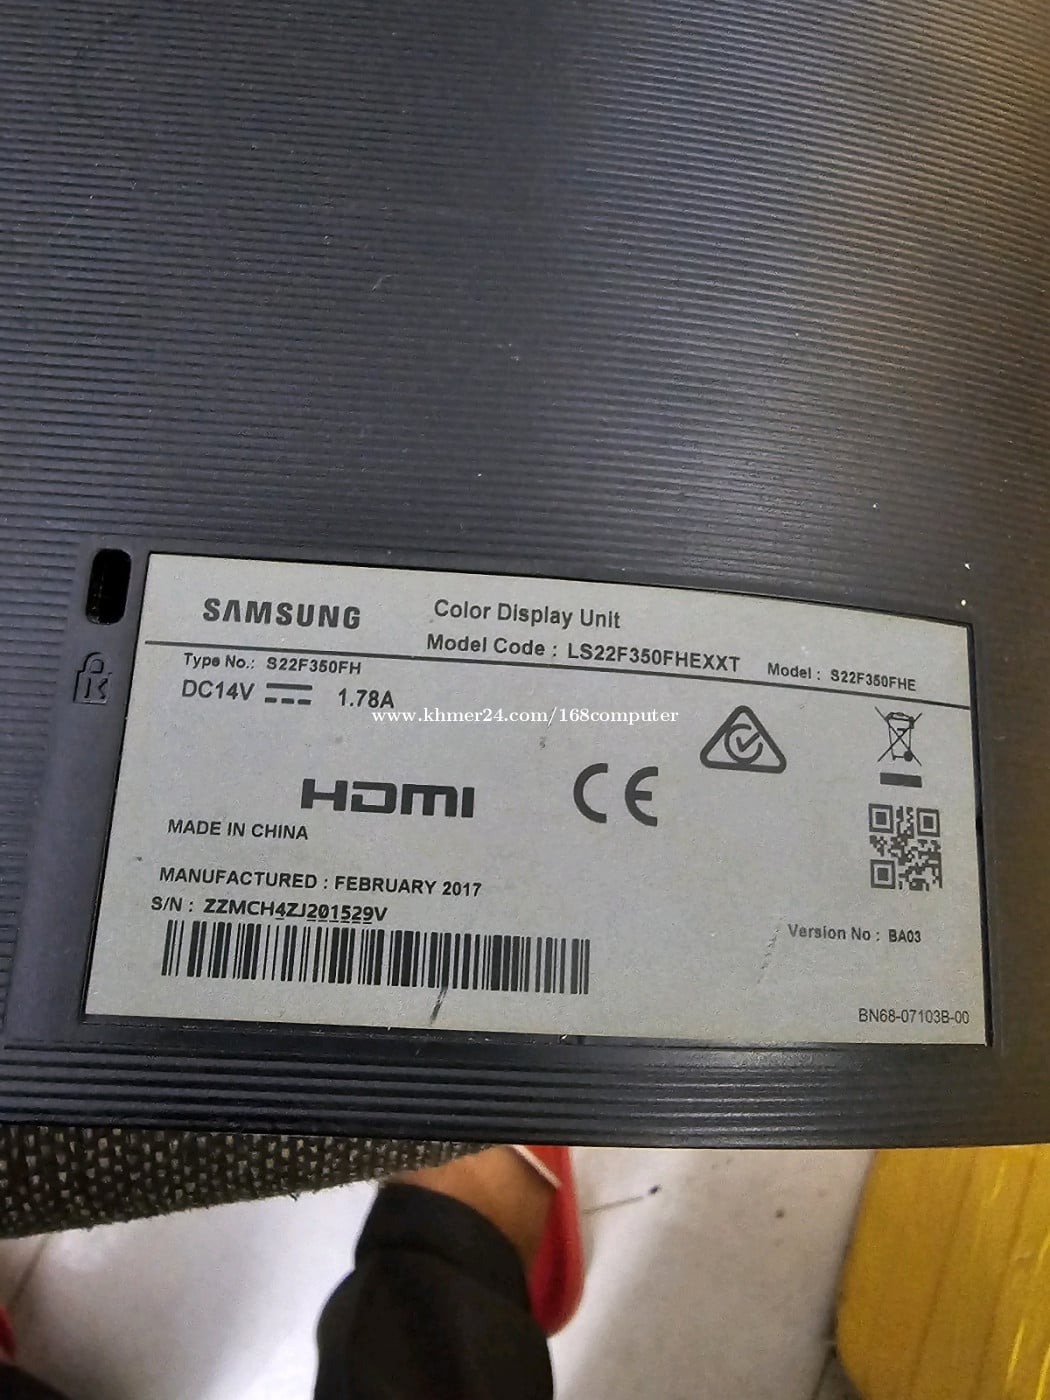 SAMSUNG
Color Display Unit
Model Code : LS22F350FHEXXT Model : S22F350FHE
Type No.: S22F350FH
DC14V 1.78A
www.khmer24.com/168computer
HDMI
CE
MADE IN CHINA
MANUFACTURED : FEBRUARY 2017
S/N : ZZMCH4ZJ201529V
Version No : BA03
BN68-07103B-00